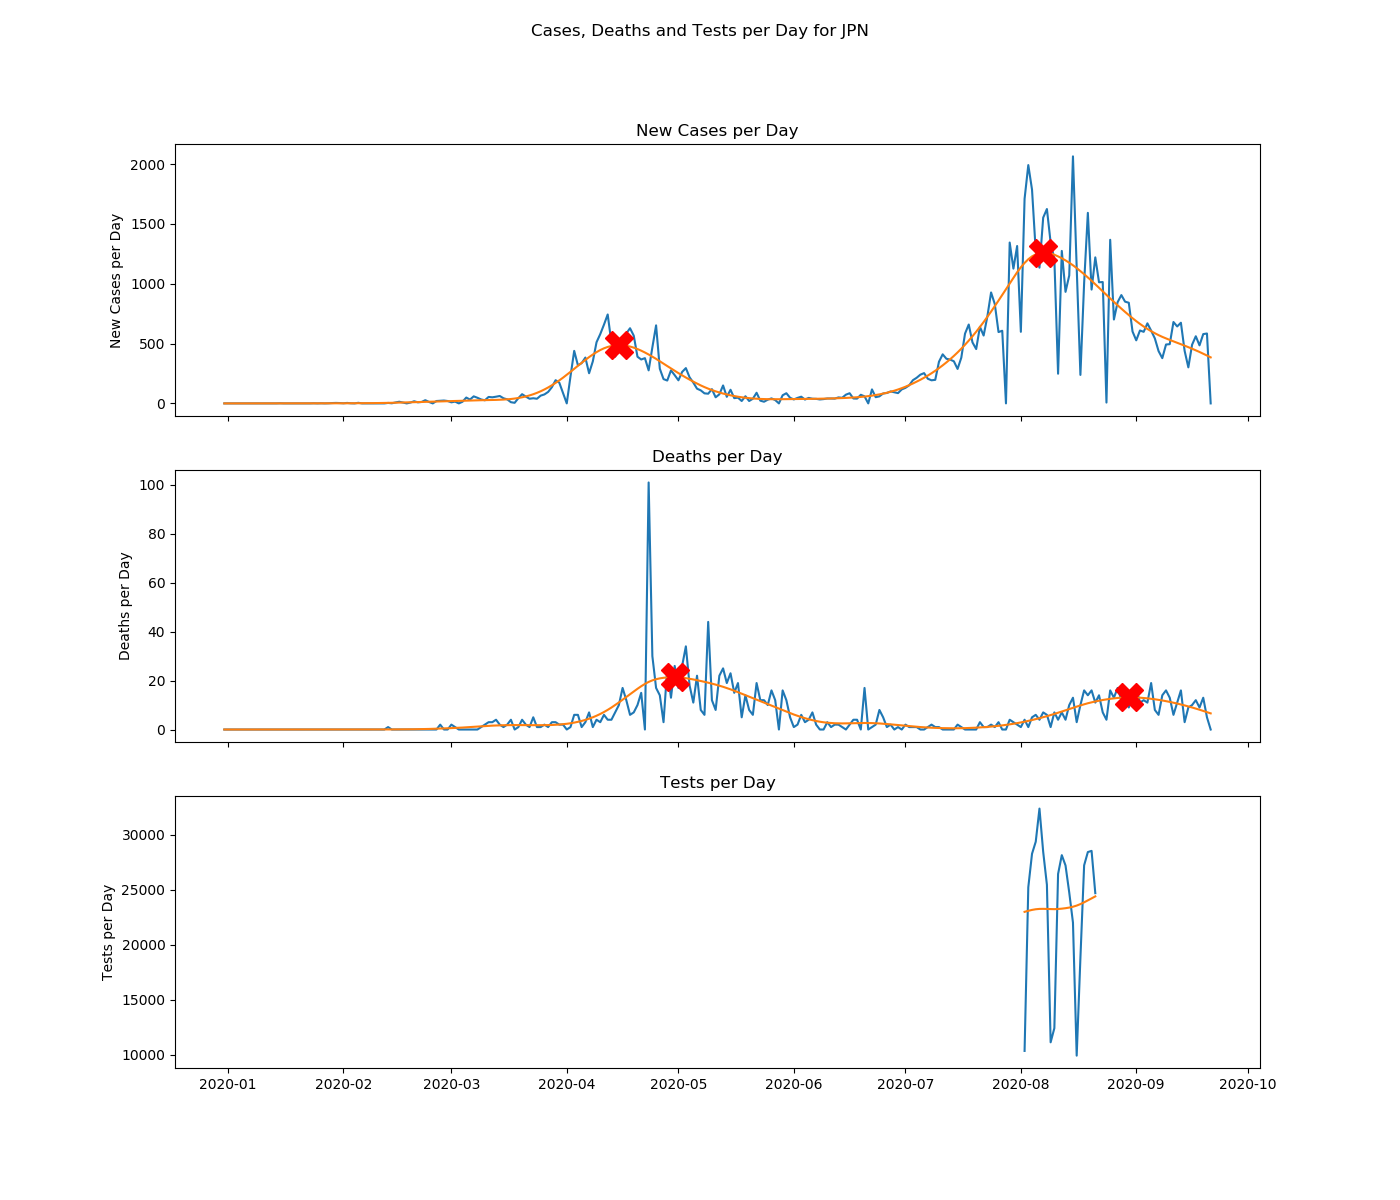 Cases, Deaths and Tests per Day for JPN
New Cases per Day
New Cases per Day
2000
1500
1000
500
0
Deaths per Day
Deaths per Day
100
80
60
40
20
0
Tests per Day
Tests per Day
30000
25000
20000
15000
10000
2020-01 2020-02 2020-03 2020-04 2020-05 2020-06 2020-07 2020-08 2020-09 2020-10